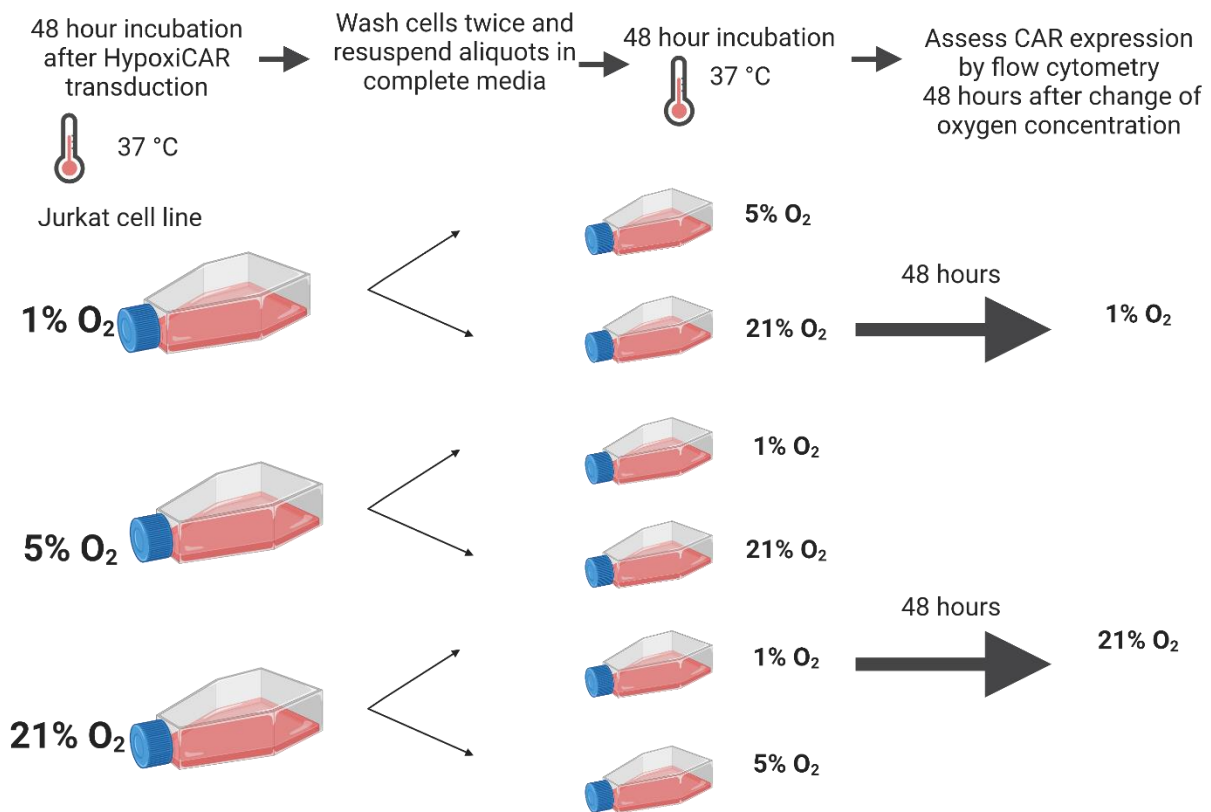 48 hour incubation
after HypoxiCAR
transduction
37 °C
Wash cells twice and
resuspend aliquots in
complete media
48 hour incubation
37 °C
Assess CAR expression
by flow cytometry
48 hours after change of
oxygen concentration
Jurkat cell line
1% O₂
5% O₂
21% O₂
48 hours
1% O₂
5% O₂
1% O₂
21% O₂
21% O₂
1% O₂
5% O₂
48 hours
21% O₂